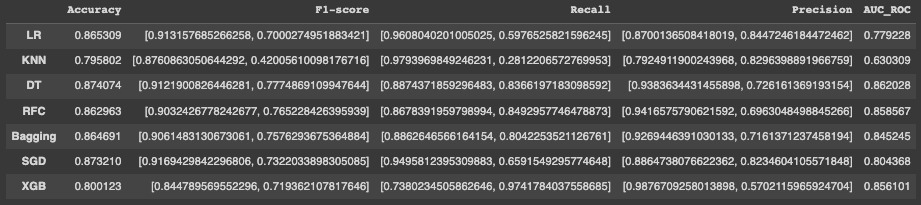 Accuracy F1-score Recall Precision AUC_ROC
LR 0.865309 [0.913157685266258, 0.7000274951883421] [0.9608040201005025, 0.5976525821596245] [0.8700136508418019, 0.8447246184472462] 0.779228
KNN 0.795802 [0.8760863050644292, 0.42005610098176716] [0.9793969849246231, 0.2812206572769953] [0.7924911900243968, 0.8296398891966759] 0.630309
DT 0.874074 [0.9121900826446281, 0.7774869109947644] [0.8874371859296483, 0.8366197183098592] [0.9383634431455898, 0.726161369193154] 0.862028
RFC 0.862963 [0.9032426778242677, 0.765228426395939] [0.8678391959798994, 0.8492957746478873] [0.9416575790621592, 0.6963048498845266] 0.858567
Bagging 0.864691 [0.9061483130673061, 0.7576293675364884] [0.8862646566164154, 0.8042253521126761] [0.9269446391030133, 0.7161371237458194] 0.845245
SGD 0.873210 [0.9169429842296806, 0.7322033898305085] [0.9495812395309883, 0.6591549295774648] [0.8864738076622362, 0.8234604105571848] 0.804368
XGB 0.800123 [0.844789569552296, 0.719362107817646] [0.7380234505862646, 0.9741784037558685] [0.9876709258013898, 0.5702115965924704] 0.856101